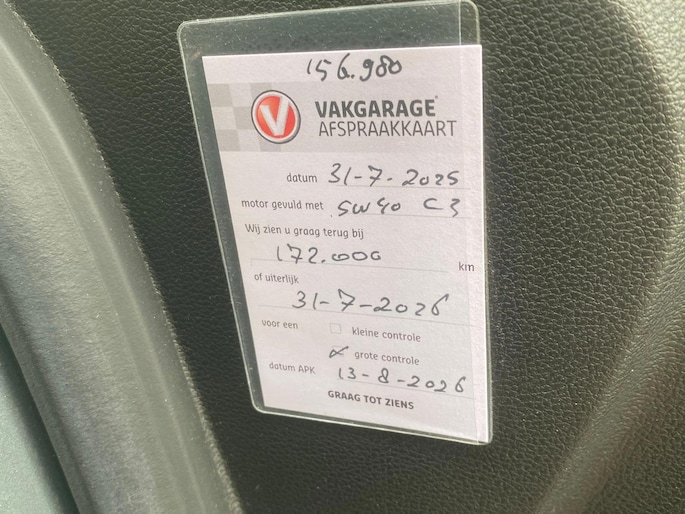 156.980
V
VAKGARAGE®
AFSPRAAKKAART
datum 31-7-2025
motor gevuld met 5W40 C3
Wij zien u graag terug bij
172.000 km
of uiterlijk
31-7-2026
voor een kleine controle
grote controle
datum APK 13-8-2026
GRAAG TOT ZIENS